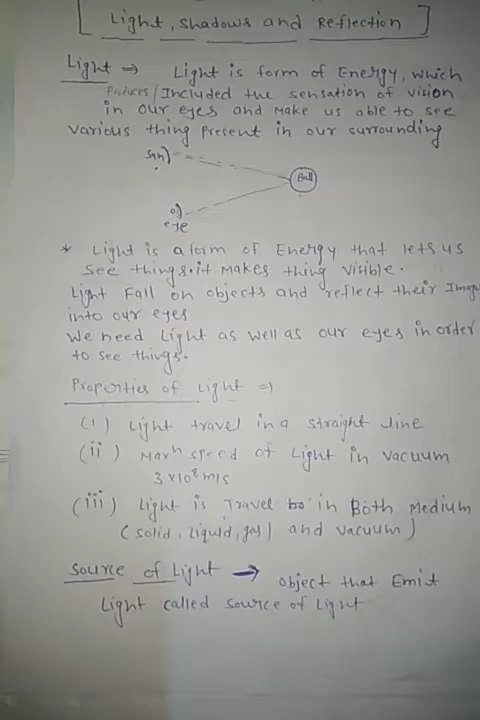 [ Light, Shadows and Reflection ]
Light ⇒ Light is form of Energy, which
Produces/Included the sensation of vision
in our eyes and make us able to see
various thing present in our surrounding
sun
Ball
eye
* Light is a form of Energy that lets us
see things. it makes thing visible.
Light Fall on objects and reflect their Image
into our eyes
We need Light as well as our eyes in order
to see things.
Properties of Light ⇒
(i) Light travel in a straight line
(ii) Maxm speed of Light in vacuum
3×10⁸ m/s
(iii) Light is Travel in Both Medium
(solid, liquid, gas) and vacuum)
Source of Light → Object that Emit
Light called source of Light